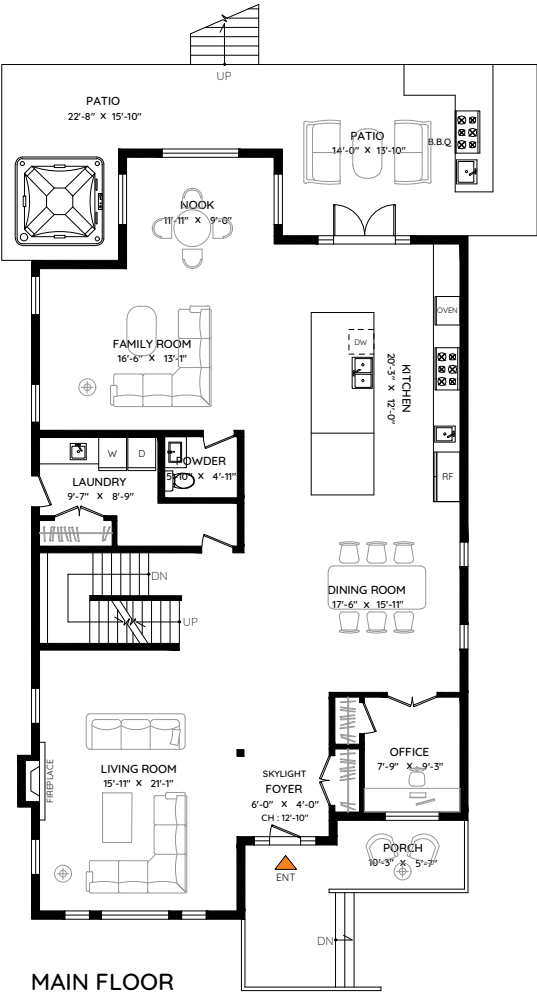 UP
PATIO
22'-8" X 15'-10"
PATIO
14'-0" X 13'-10"
B.B.Q
NOOK
11'-11" X 9'-0"
OVEN
FAMILY ROOM
16'-6" X 13'-1"
DW
KITCHEN
20'-3" X 12'-0"
W
D
POWDER
5'-10" X 4'-11"
RF
LAUNDRY
9'-7" X 8'-9"
DN
DINING ROOM
17'-6" X 15'-11"
UP
OFFICE
7'-9" X 9'-3"
LIVING ROOM
15'-11" X 21'-1"
FIREPLACE
SKYLIGHT
FOYER
6'-0" X 4'-0"
CH : 12'-10"
PORCH
10'-3" X 5'-7"
ENT
DN
MAIN FLOOR